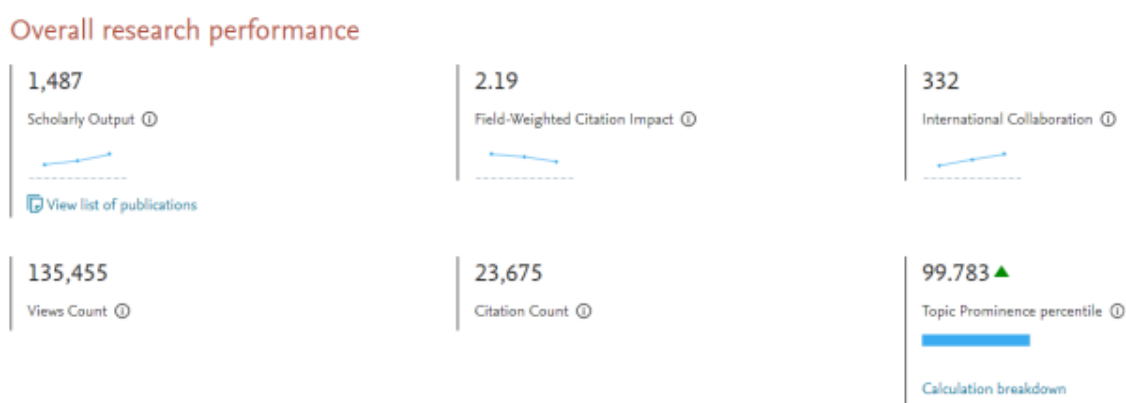 Overall research performance
1,487
Scholarly Output
View list of publications
2.19
Field-Weighted Citation Impact
332
International Collaboration
135,455
Views Count
23,675
Citation Count
99.783
Topic Prominence percentile
Calculation breakdown